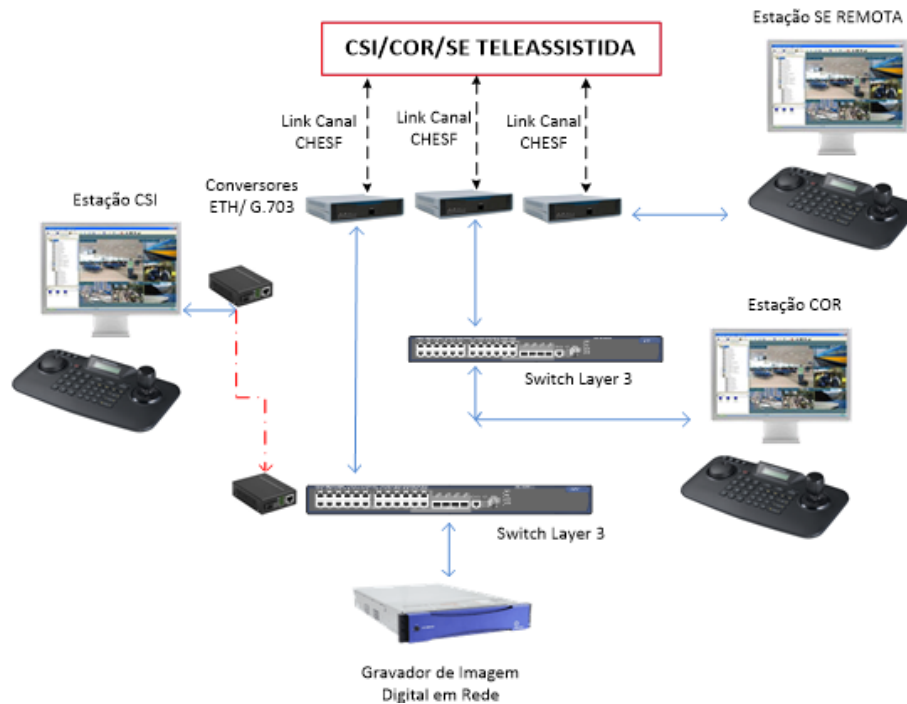 Estação SE REMOTA
CSI/COR/SE TELEASSISTIDA
Link Canal
CHESF
Link Canal
CHESF
Link Canal
CHESF
Conversores
ETH/ G.703
Estação CSI
Estação COR
Switch Layer 3
Switch Layer 3
Gravador de Imagem
Digital em Rede